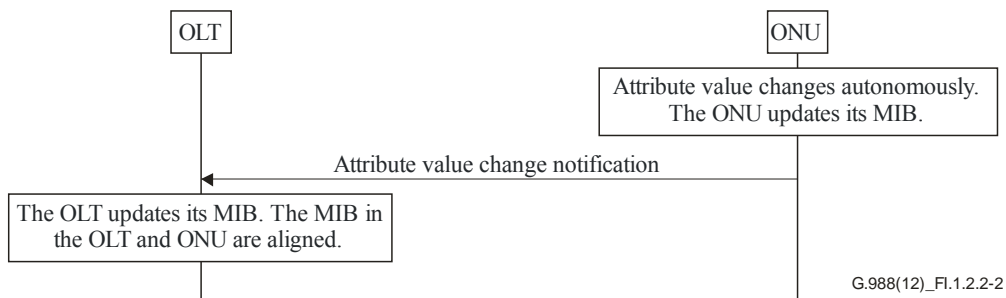 OLT
ONU
Attribute value changes autonomously.
The ONU updates its MIB.
Attribute value change notification
The OLT updates its MIB. The MIB in
the OLT and ONU are aligned.
G.988(12)_FI.1.2.2-2